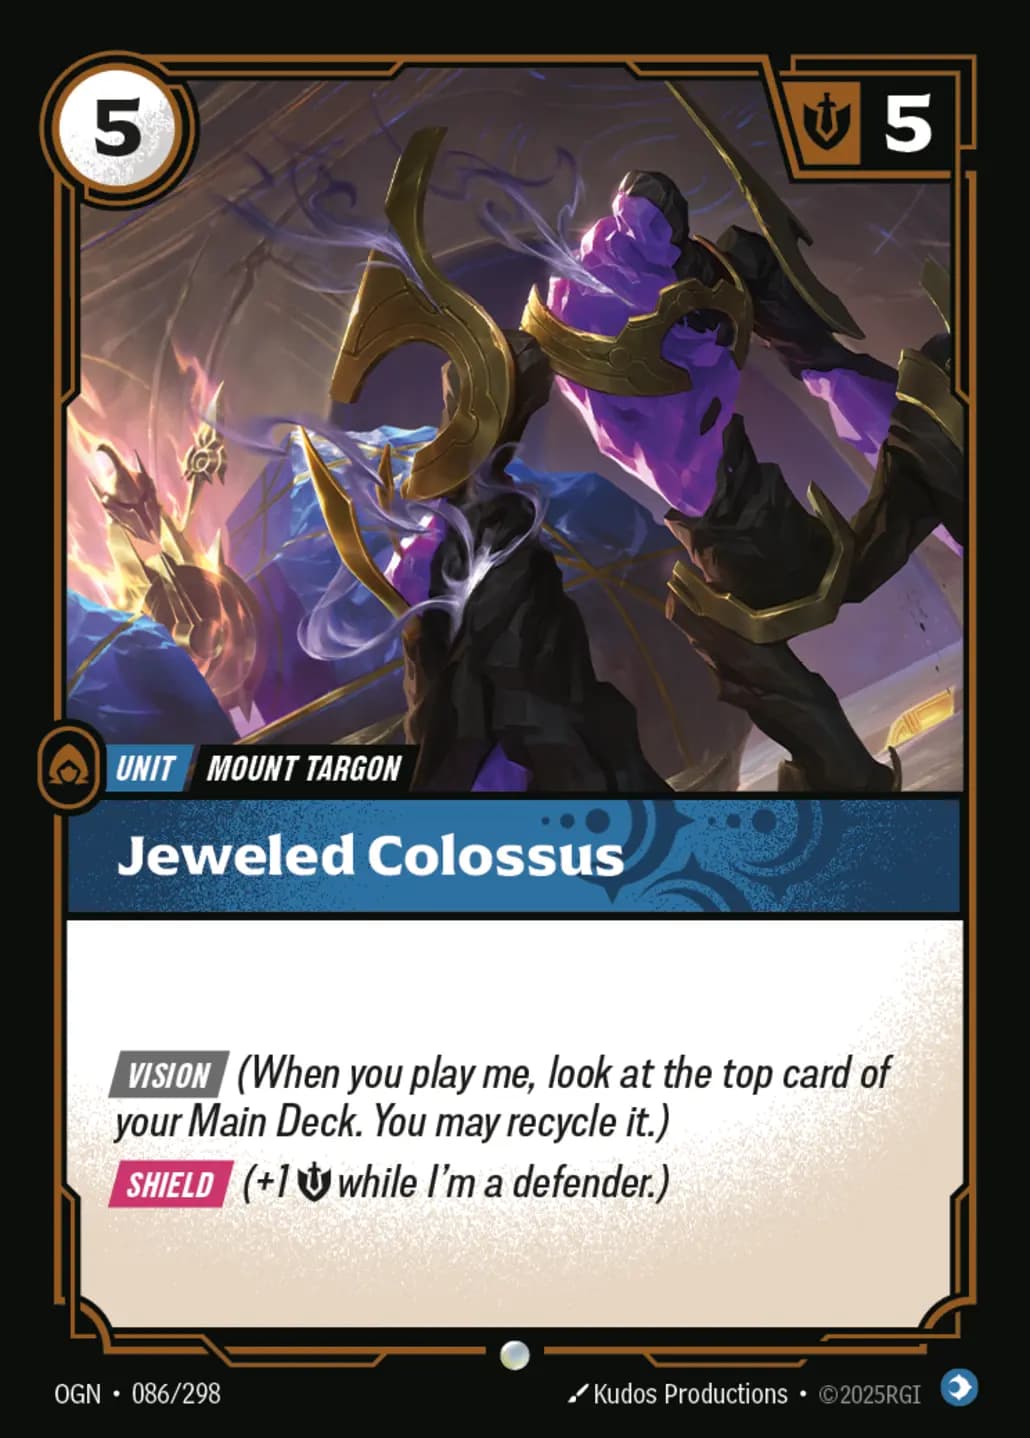 5
5
UNIT
MOUNT TARGON
Jeweled Colossus
VISION (When you play me, look at the top card of
your Main Deck. You may recycle it.)
SHIELD (+1 while I'm a defender.)
OGN • 086/298
Kudos Productions • ©2025RGI